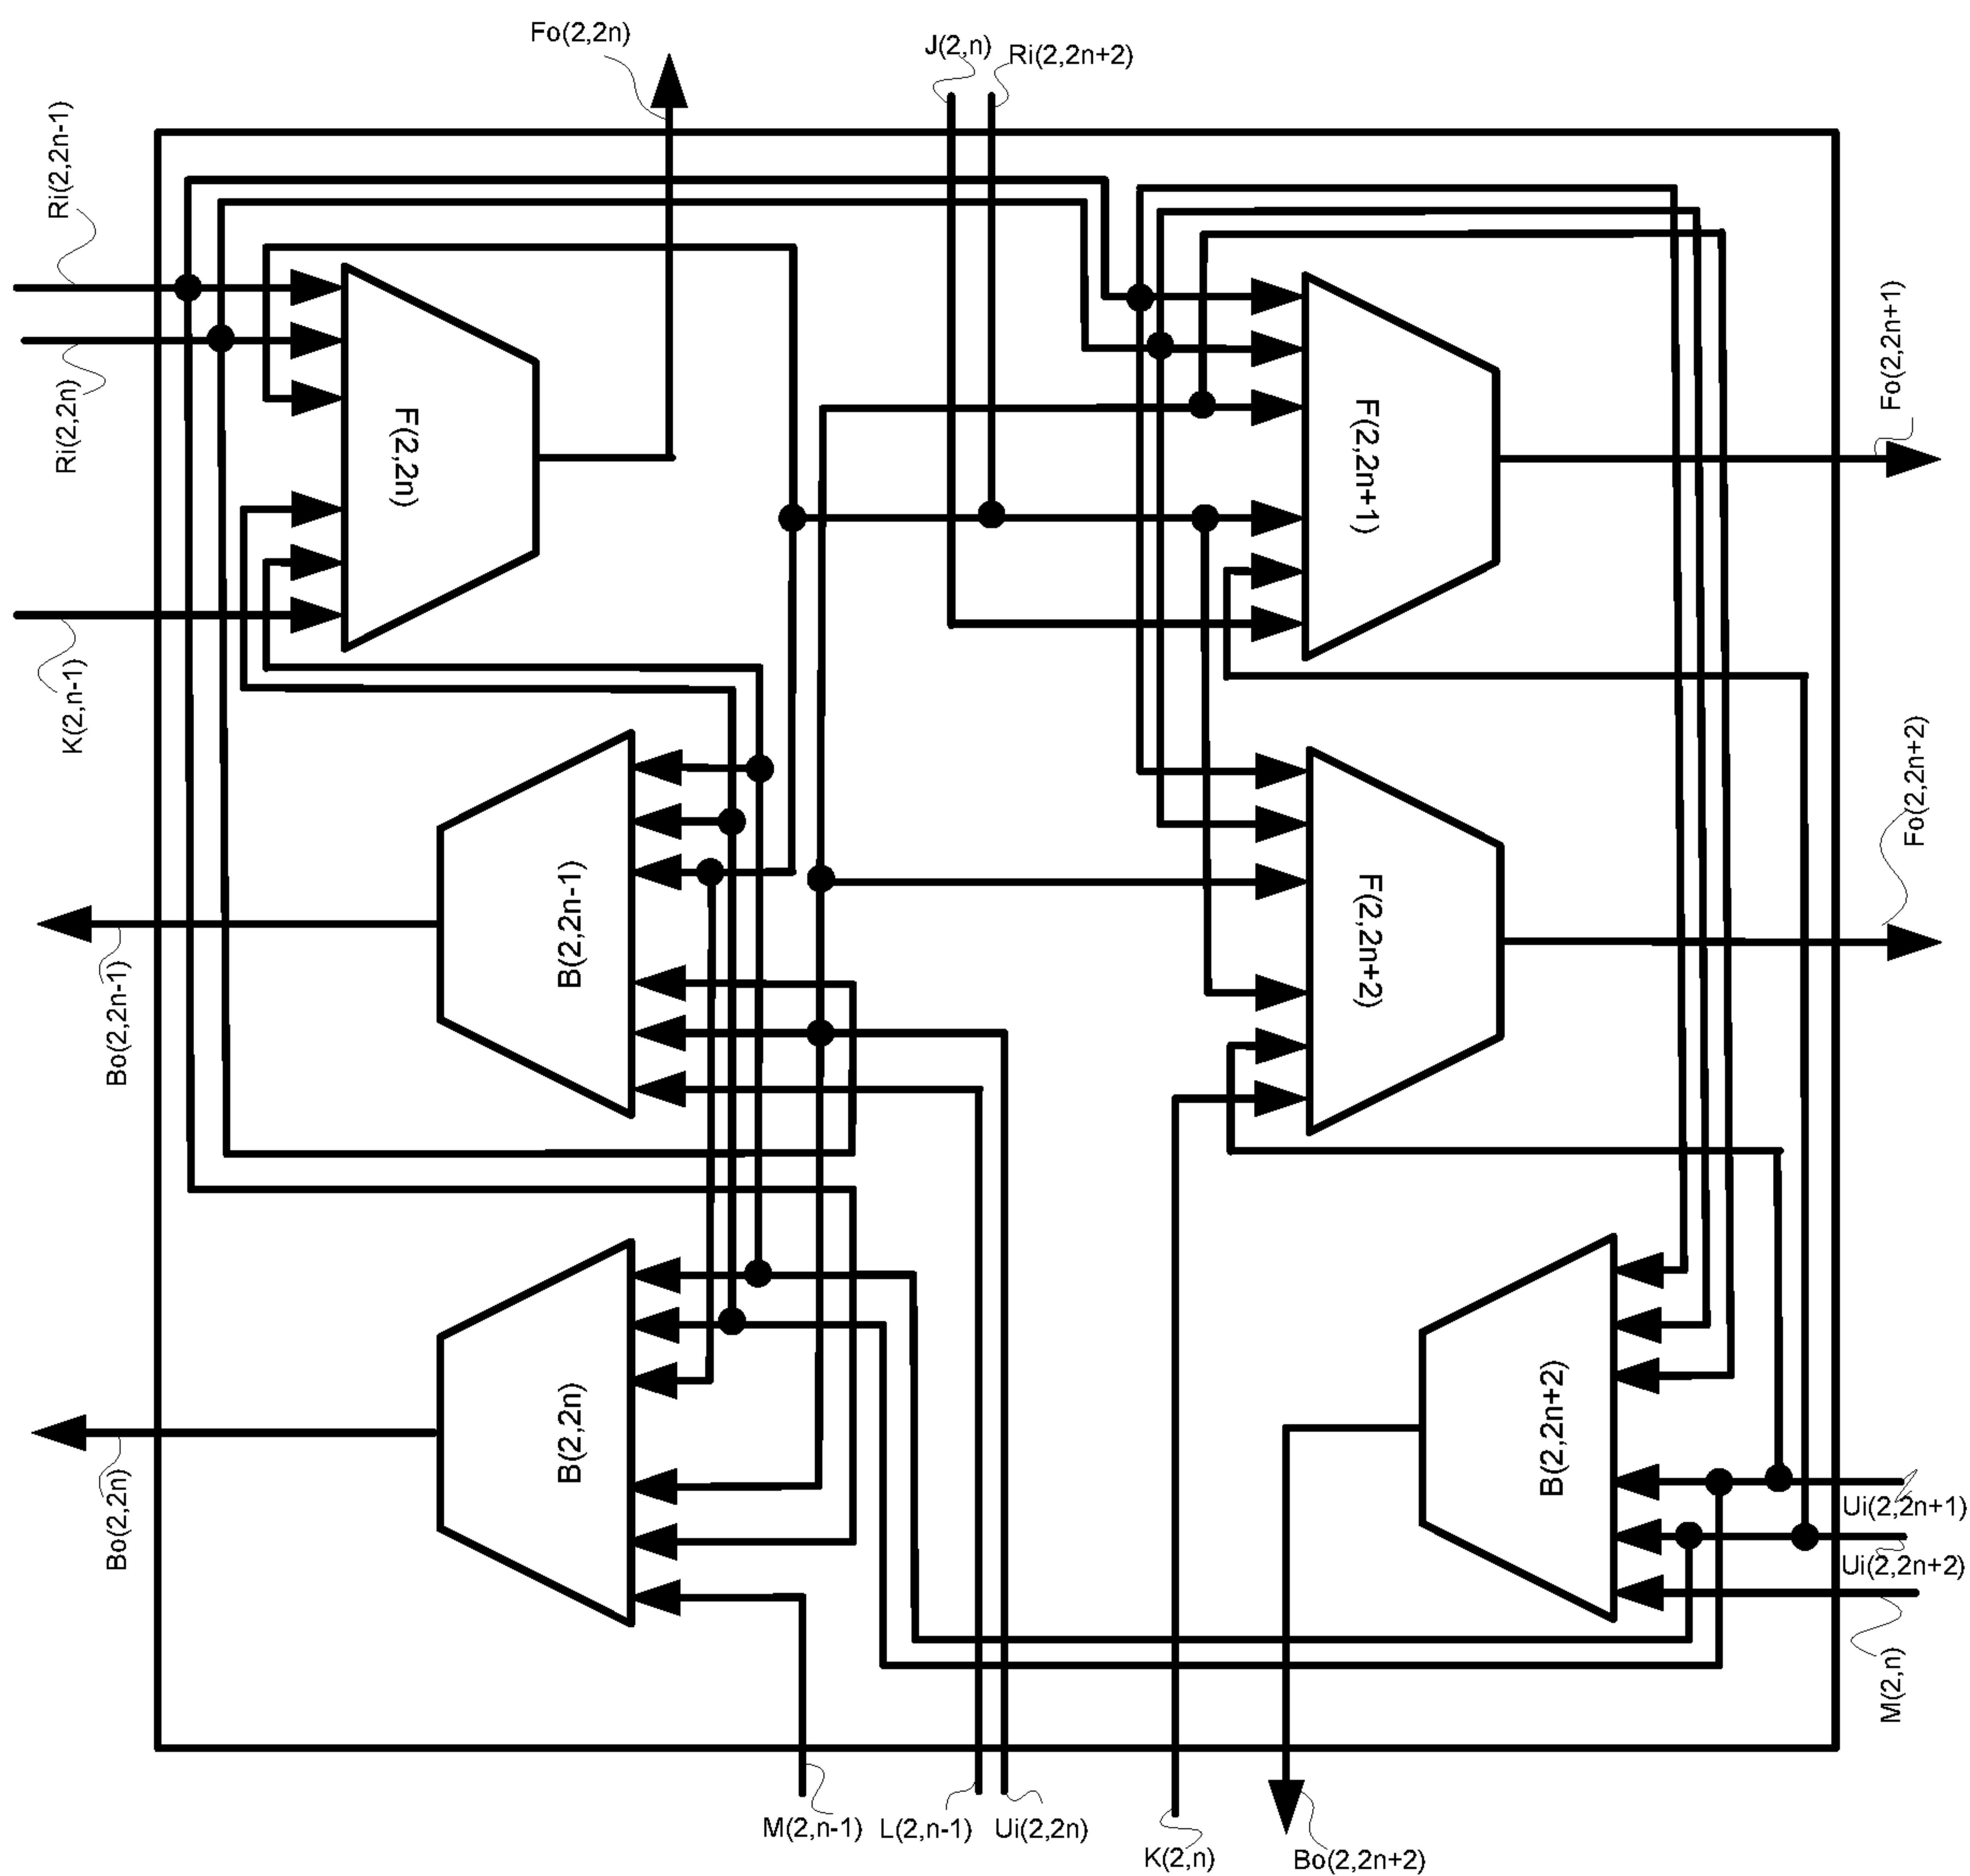 Fo(2,2n)
J(2,n)
Ri(2,2n+2)
Ri(2,2n-1)
Ri(2,2n)
F(2,2n)
F(2,2n+1)
Fo(2,2n+1)
K(2,n-1)
B(2,2n-1)
F(2,2n+2)
Fo(2,2n+2)
Bo(2,2n-1)
B(2,2n)
B(2,2n+2)
Bo(2,2n)
Ui(2,2n+1)
Ui(2,2n+2)
M(2,n)
M(2,n-1)
L(2,n-1)
Ui(2,2n)
K(2,n)
Bo(2,2n+2)